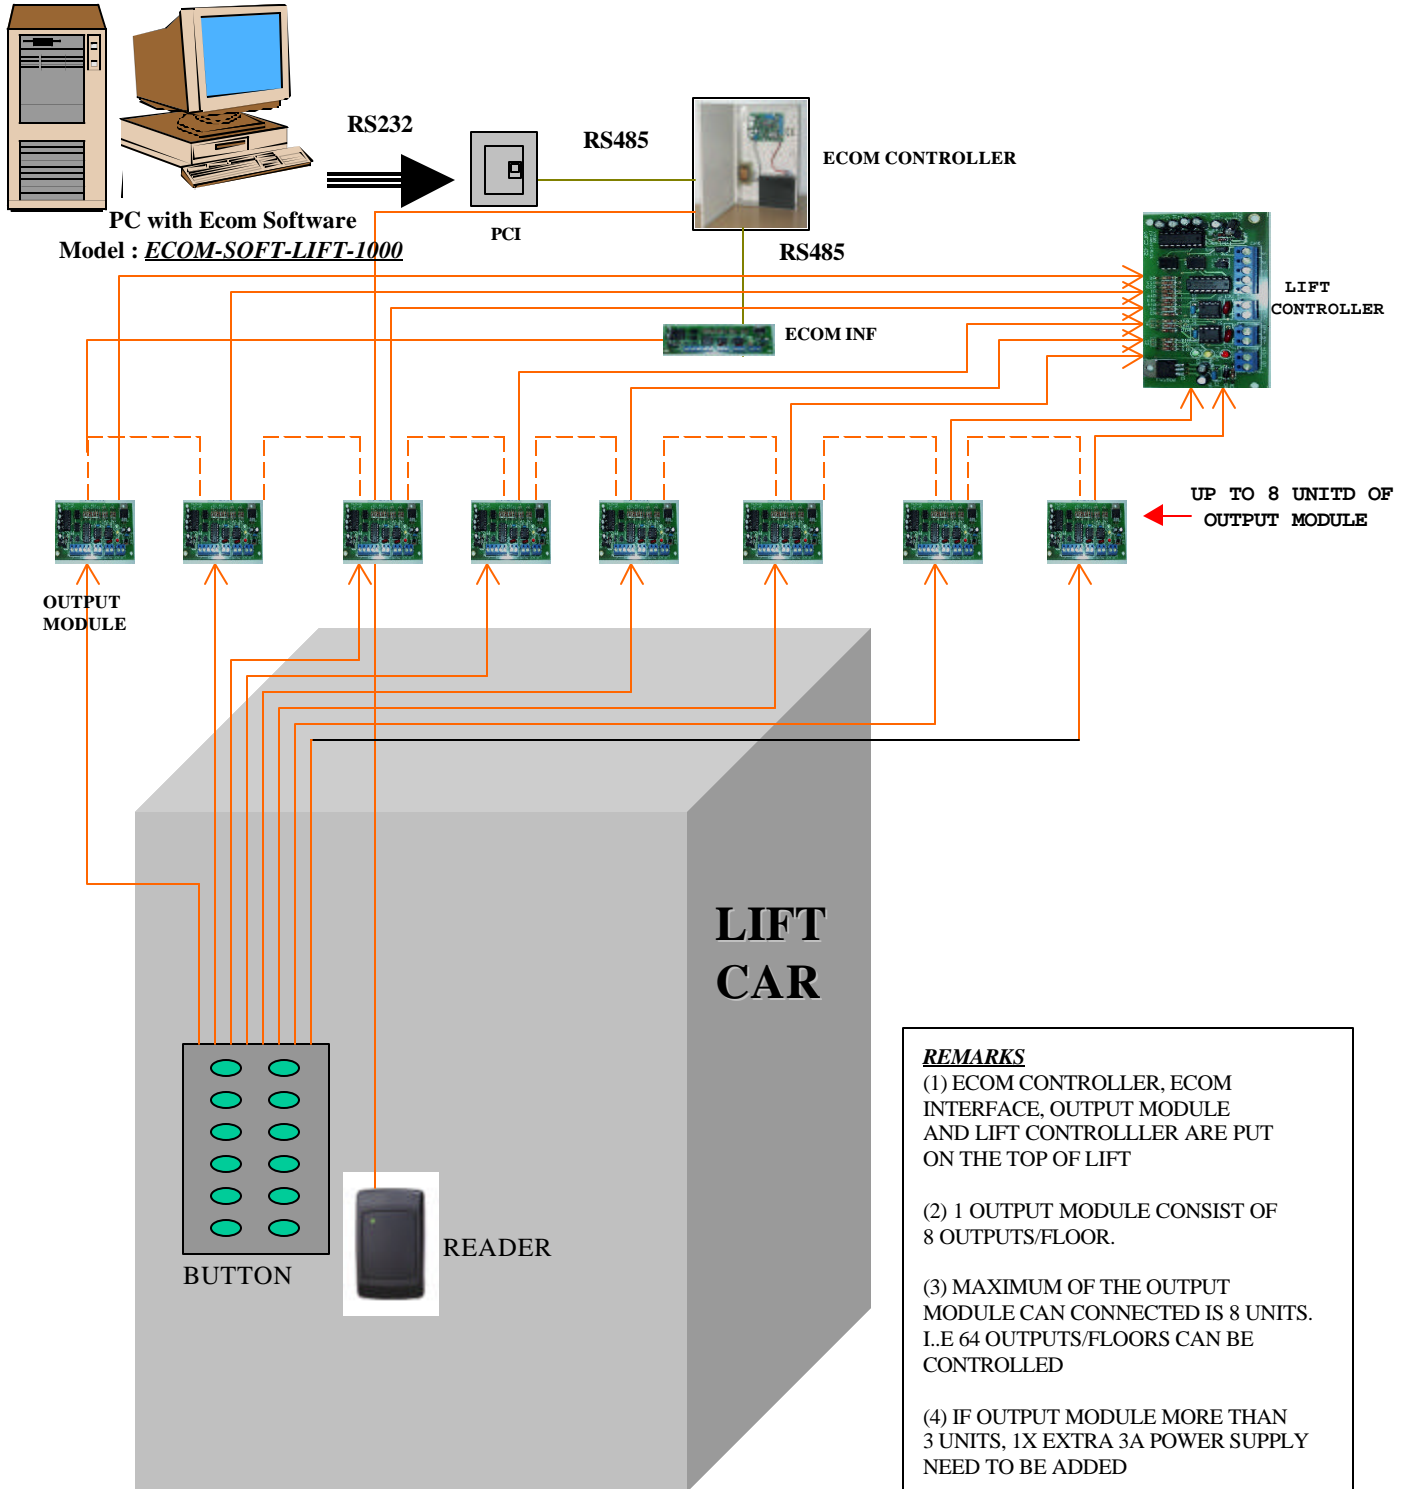 RS232
RS485
ECOM CONTROLLER
PC with Ecom Software
Model : ECOM-SOFT-LIFT-1000
PCI
RS485
LIFT
CONTROLLER
ECOM INF
UP TO 8 UNITD OF
OUTPUT MODULE
OUTPUT
MODULE
LIFT
CAR
BUTTON
READER
REMARKS
(1) ECOM CONTROLLER, ECOM
INTERFACE, OUTPUT MODULE
AND LIFT CONTROLLLER ARE PUT
ON THE TOP OF LIFT
(2) 1 OUTPUT MODULE CONSIST OF
8 OUTPUTS/FLOOR.
(3) MAXIMUM OF THE OUTPUT
MODULE CAN CONNECTED IS 8 UNITS.
I..E 64 OUTPUTS/FLOORS CAN BE
CONTROLLED
(4) IF OUTPUT MODULE MORE THAN
3 UNITS, 1X EXTRA 3A POWER SUPPLY
NEED TO BE ADDED